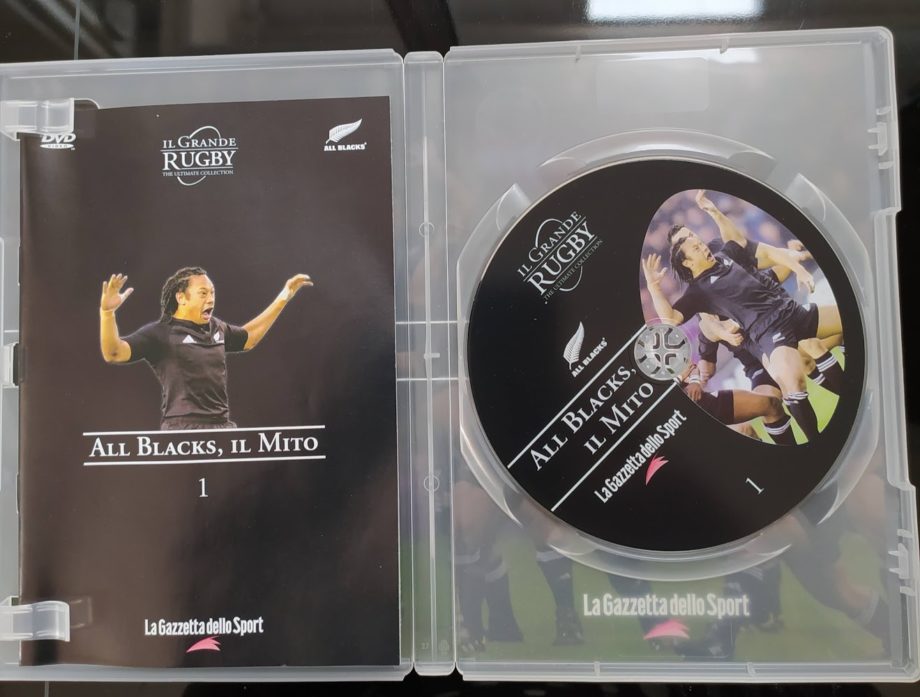 DVD
VIDEO
IL GRANDE
RUGBY
THE ULTIMATE COLLECTION
ALL BLACKS®
ALL BLACKS, IL MITO
1
La Gazzetta dello Sport
IL GRANDE
RUGBY
THE ULTIMATE COLLECTION
ALL BLACKS®
ALL BLACKS,
IL MITO
La Gazzetta dello Sport
1
La Gazzetta dello Sport